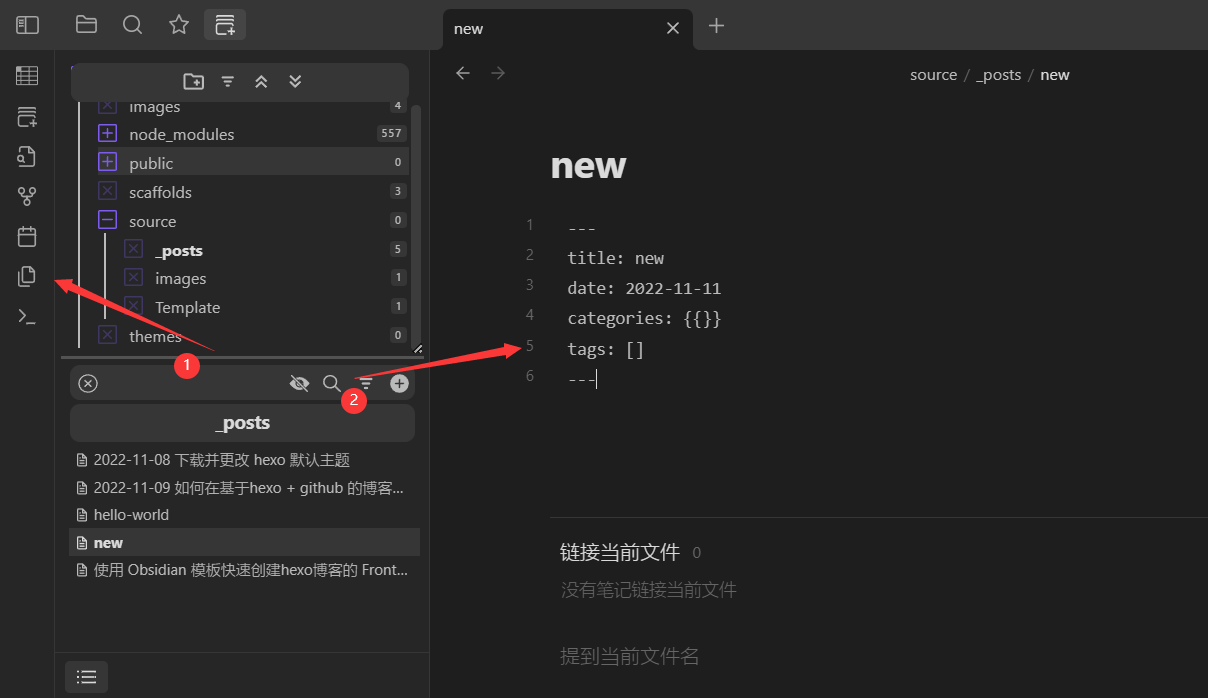 new
source / _posts / new
images 4
node_modules 557
public 0
scaffolds 3
source 0
_posts 5
images 1
Template 1
themes 0
1
2
_posts
2022-11-08 下载并更改 hexo 默认主题
2022-11-09 如何在基于hexo + github 的博客...
hello-world
new
使用 Obsidian 模板快速创建hexo博客的 Front...
new
1 ---
2 title: new
3 date: 2022-11-11
4 categories: {{}}
5 tags: []
6 ---
链接当前文件 0
没有笔记链接当前文件
提到当前文件名